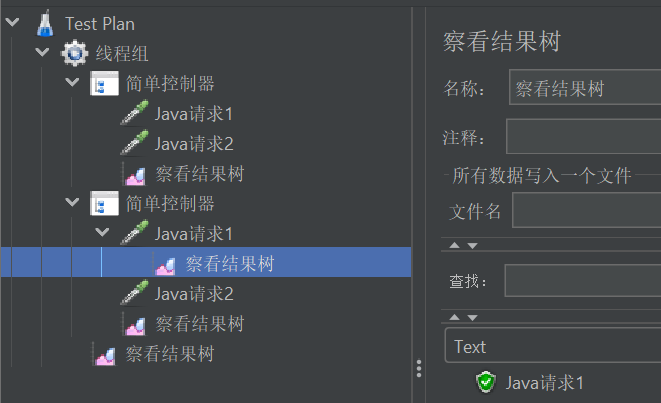 Test Plan
线程组
简单控制器
Java请求1
Java请求2
察看结果树
简单控制器
Java请求1
察看结果树
Java请求2
察看结果树
察看结果树
察看结果树
名称： 察看结果树
注释：
所有数据写入一个文件
文件名
查找：
Text
Java请求1